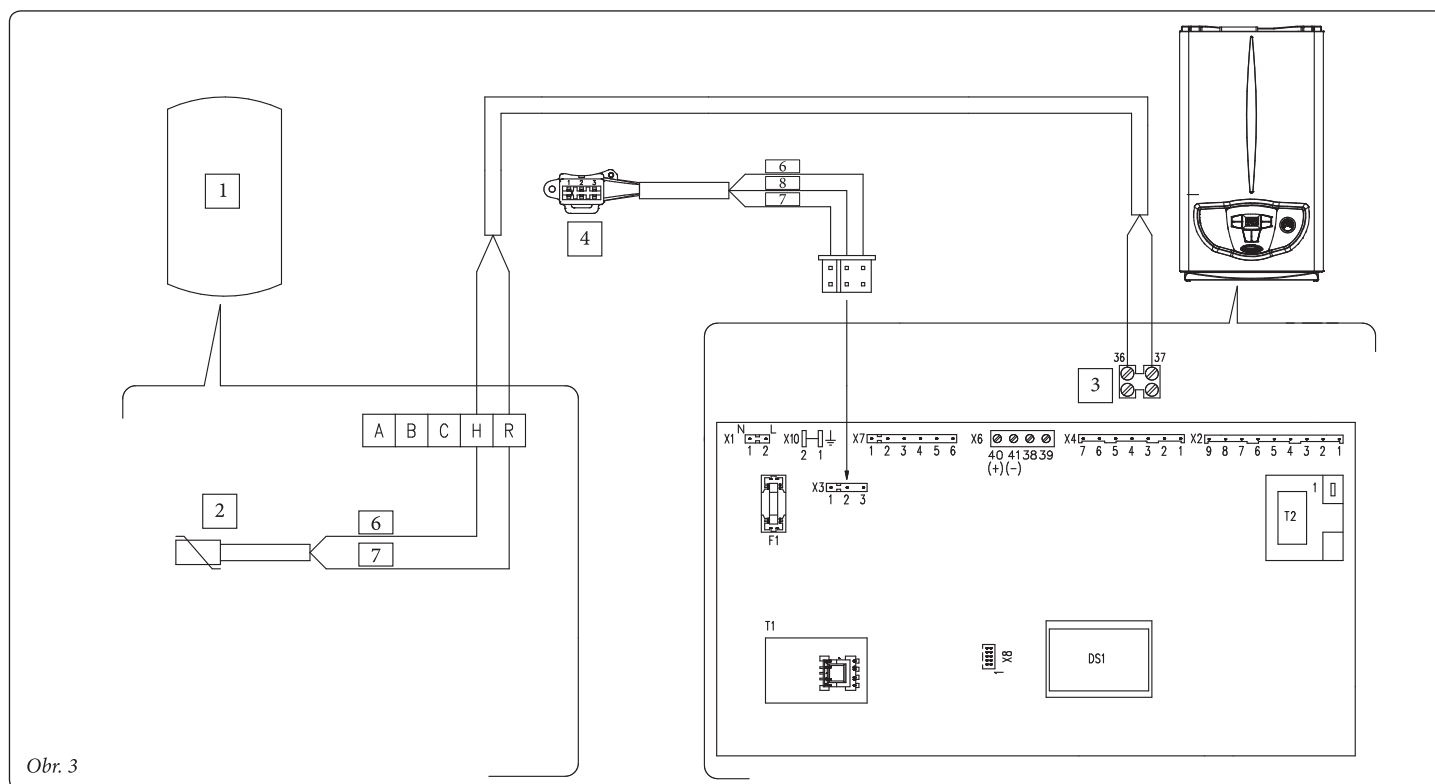 1
6
8
7
1 2 3
4
36 37
3
A B C H R
X1 N L
1 2
X10
2 1
X7
1 2 3 4 5 6
X6
40 41 38 39
(+) (-)
X4
7 6 5 4 3 2 1
X2
9 8 7 6 5 4 3 2 1
X3
1 2 3
F1
1
T2
2
6
7
T1
X8
1
DS1
Obr. 3